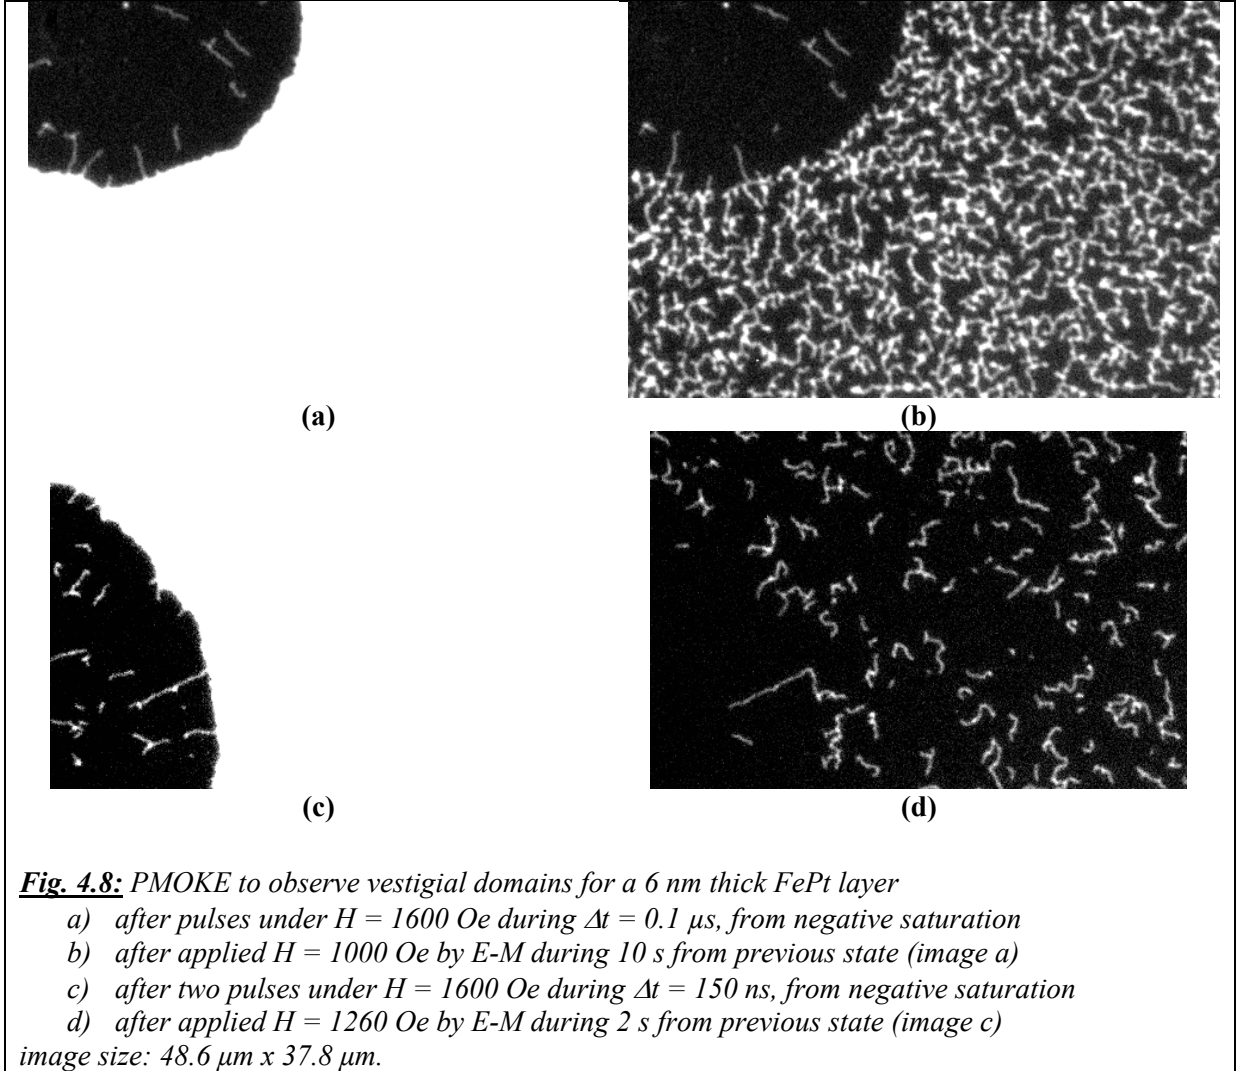 (a)
(b)
(c)
(d)
Fig. 4.8: PMOKE to observe vestigial domains for a 6 nm thick FePt layer
a) after pulses under H = 1600 Oe during Δt = 0.1 μs, from negative saturation
b) after applied H = 1000 Oe by E-M during 10 s from previous state (image a)
c) after two pulses under H = 1600 Oe during Δt = 150 ns, from negative saturation
d) after applied H = 1260 Oe by E-M during 2 s from previous state (image c)
image size: 48.6 μm x 37.8 μm.